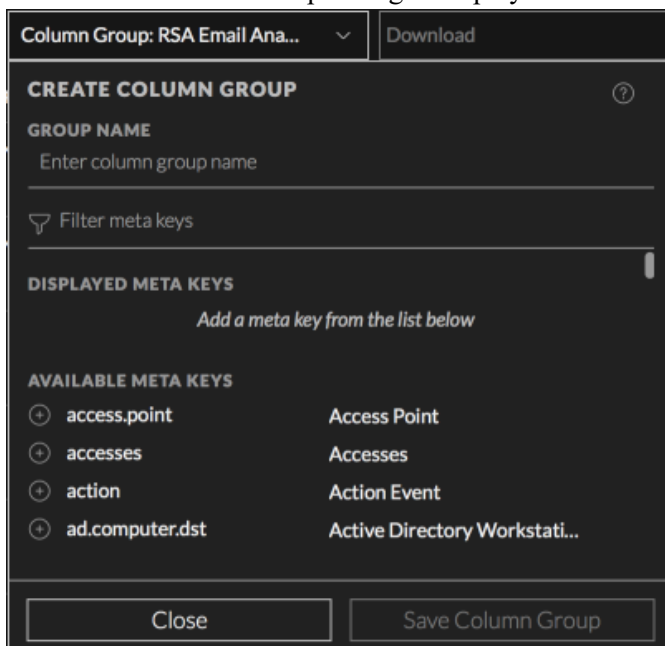 Column Group: RSA Email Ana...
Download
CREATE COLUMN GROUP
GROUP NAME
Enter column group name
Filter meta keys
DISPLAYED META KEYS
Add a meta key from the list below
AVAILABLE META KEYS
access.point Access Point
accesses Accesses
action Action Event
ad.computer.dst Active Directory Workstati...
Close
Save Column Group